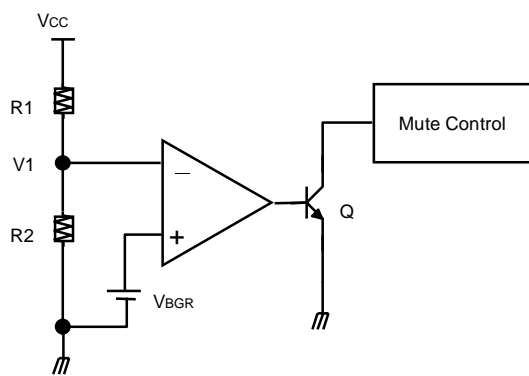 VCC
R1
Mute Control
V1
−
R2
+
Q
VBGR